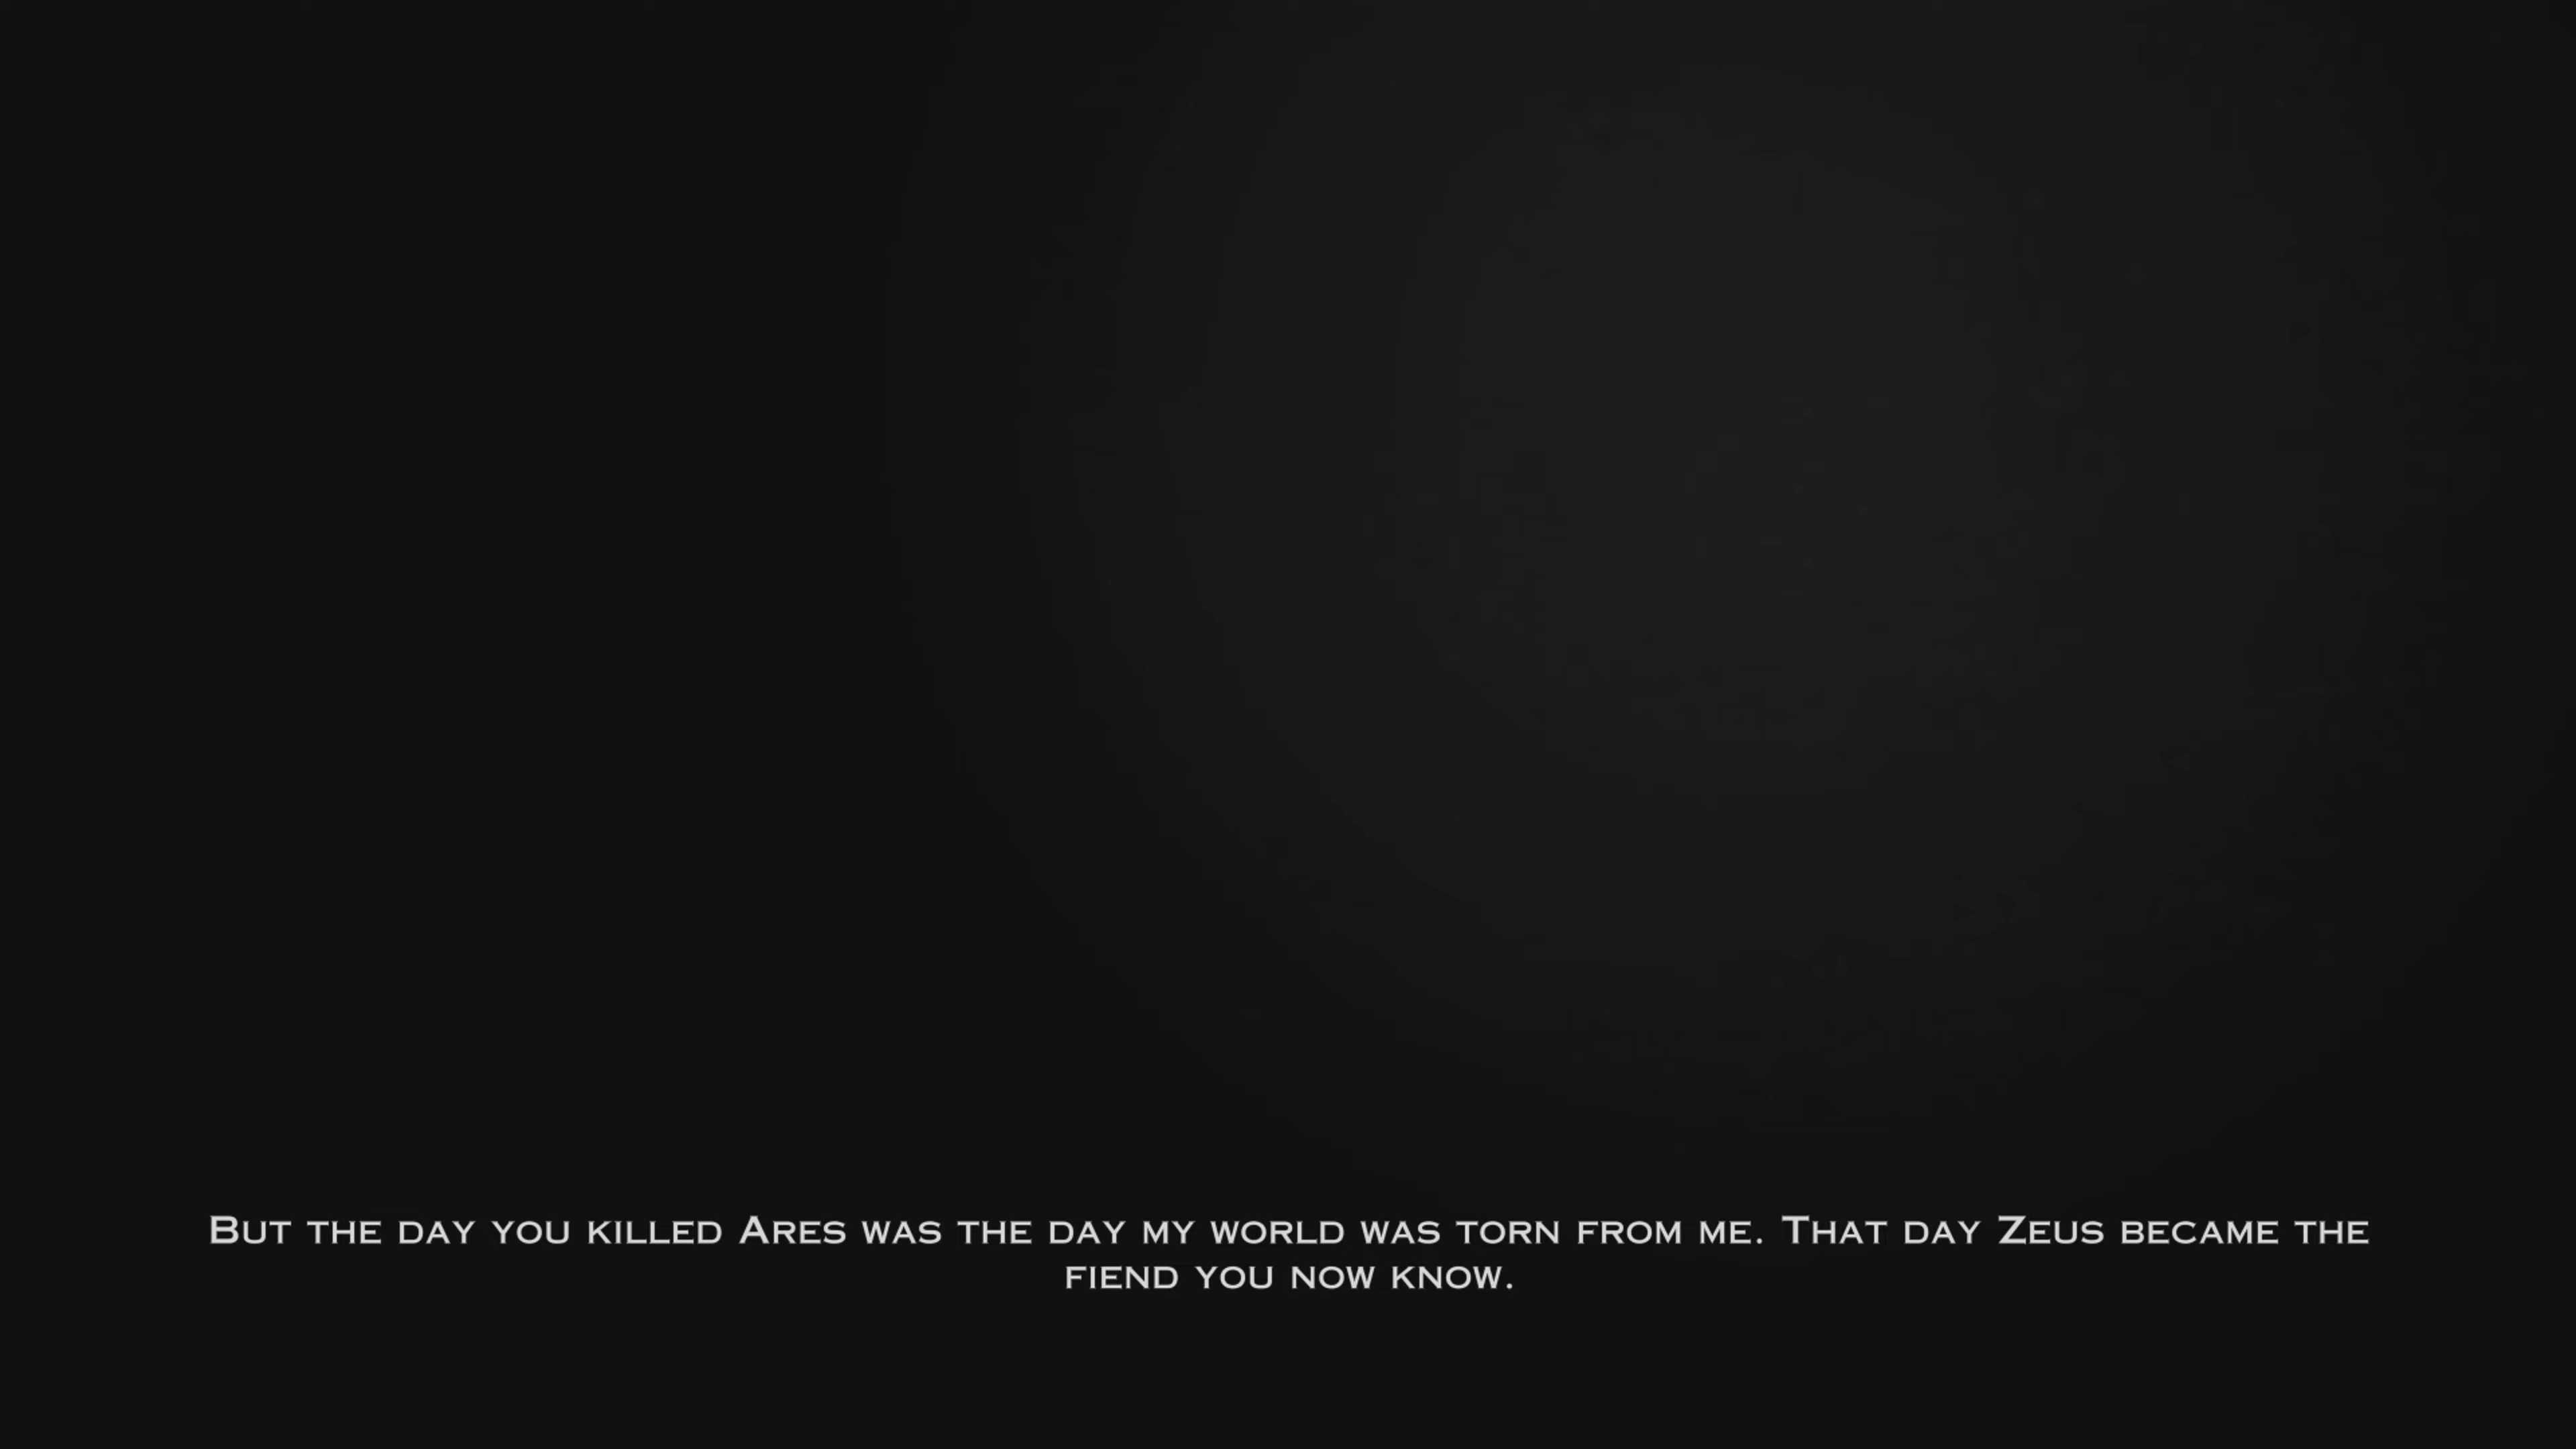 But the day you killed Ares was the day my world was torn from me. That day Zeus became the
fiend you now know.